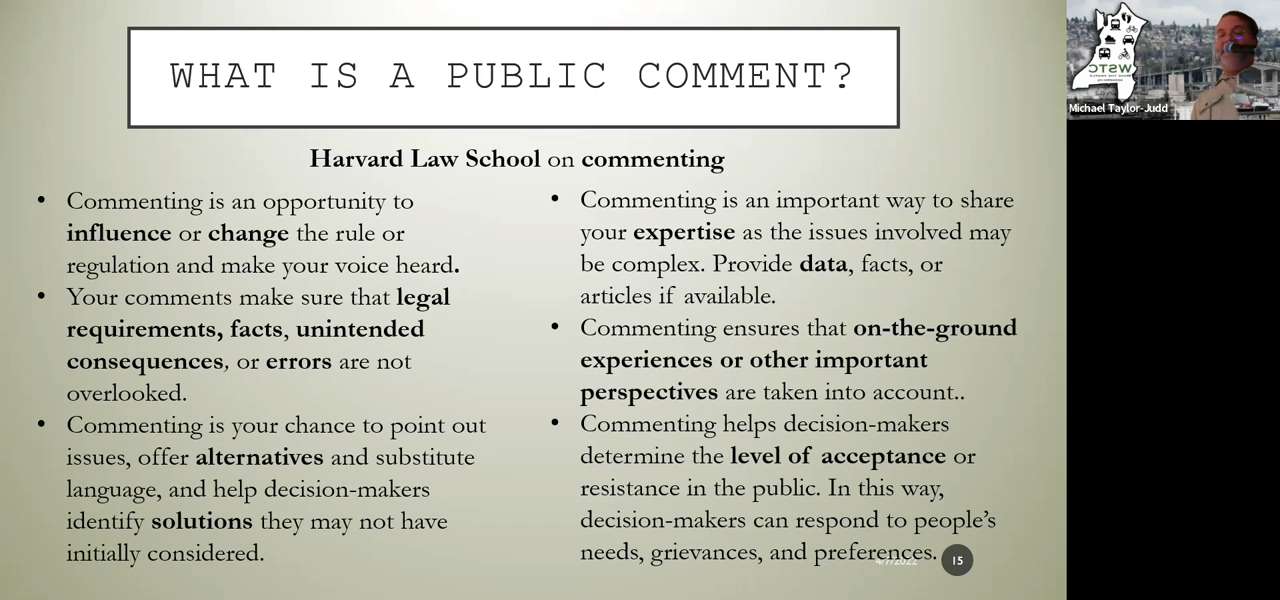 WHAT IS A PUBLIC COMMENT?
Harvard Law School on commenting
• Commenting is an opportunity to
influence or change the rule or
regulation and make your voice heard.
• Your comments make sure that legal
requirements, facts, unintended
consequences, or errors are not
overlooked.
• Commenting is your chance to point out
issues, offer alternatives and substitute
language, and help decision-makers
identify solutions they may not have
initially considered.
• Commenting is an important way to share
your expertise as the issues involved may
be complex. Provide data, facts, or
articles if available.
• Commenting ensures that on-the-ground
experiences or other important
perspectives are taken into account..
• Commenting helps decision-makers
determine the level of acceptance or
resistance in the public. In this way,
decision-makers can respond to people’s
needs, grievances, and preferences.
4/7/2022
15
WSTC
Michael Taylor-Judd